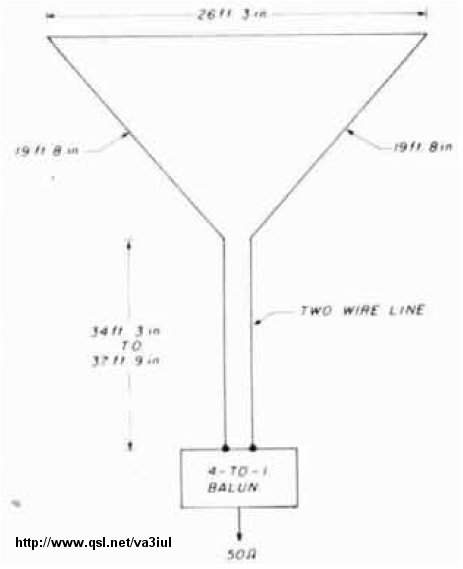 26 ft 3 in
19 ft 8 in
19 ft 8 in
34 ft 3 in
TO
37 ft 9 in
TWO WIRE LINE
4-TO-1
BALUN
http://www.qsl.net/va3iul
50Ω